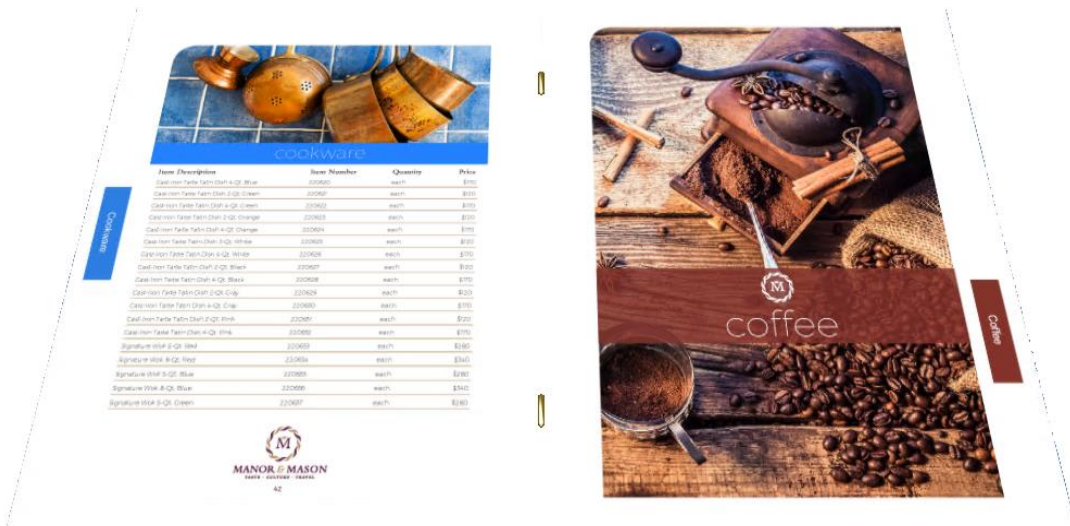 cookware
Item Description Item Number Quantity Price
Cast Iron Tarte Tatin Dish 4-Qt. Blue 220620 each $170
Cast Iron Tarte Tatin Dish 2-Qt. Green 220621 each $120
Cast Iron Tarte Tatin Dish 4-Qt. Green 220622 each $170
Cast Iron Tarte Tatin Dish 2-Qt. Orange 220623 each $120
Cast Iron Tarte Tatin Dish 4-Qt. Orange 220624 each $170
Cast Iron Tarte Tatin Dish 2-Qt. White 220625 each $120
Cast Iron Tarte Tatin Dish 4-Qt. White 220626 each $170
Cast Iron Tarte Tatin Dish 2-Qt. Black 220627 each $120
Cast Iron Tarte Tatin Dish 4-Qt. Black 220628 each $170
Cast Iron Tarte Tatin Dish 2-Qt. Gray 220629 each $120
Cast Iron Tarte Tatin Dish 4-Qt. Gray 220630 each $170
Cast Iron Tarte Tatin Dish 2-Qt. Pink 220631 each $120
Cast Iron Tarte Tatin Dish 4-Qt. Pink 220632 each $170
Signature Wok 5-Qt. Red 220633 each $280
Signature Wok 8-Qt. Red 220634 each $340
Signature Wok 5-Qt. Blue 220635 each $280
Signature Wok 8-Qt. Blue 220636 each $340
Signature Wok 5-Qt. Green 220637 each $280
Cookware
M
MANOR & MASON
TASTE • CULTURE • TRAVEL
42
M
coffee
Coffee